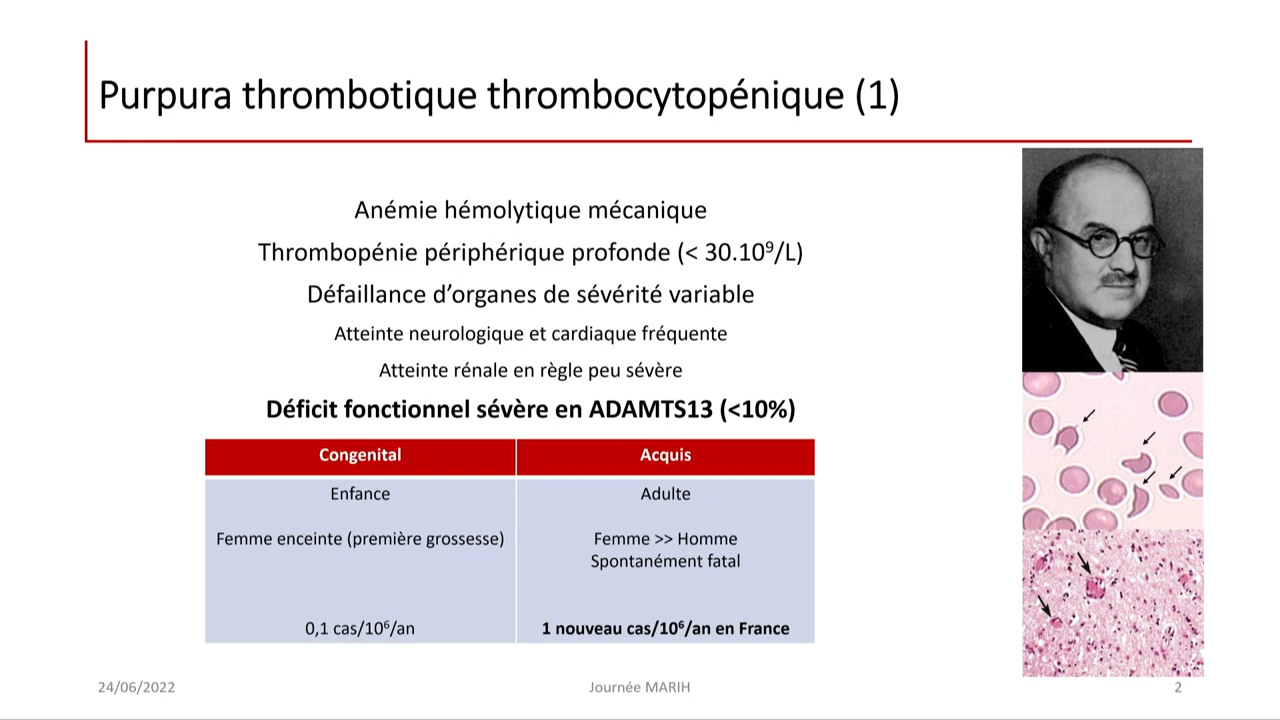 Purpura thrombotique thrombocytopénique (1)
Anémie hémolytique mécanique
Thrombopénie périphérique profonde (< 30.10⁹/L)
Défaillance d’organes de sévérité variable
Atteinte neurologique et cardiaque fréquente
Atteinte rénale en règle peu sévère
Déficit fonctionnel sévère en ADAMTS13 (<10%)
Congenital
Acquis
Enfance
Adulte
Femme enceinte (première grossesse)
Femme >> Homme
Spontanément fatal
0,1 cas/10⁶/an
1 nouveau cas/10⁶/an en France
24/06/2022
Journée MARIH
2